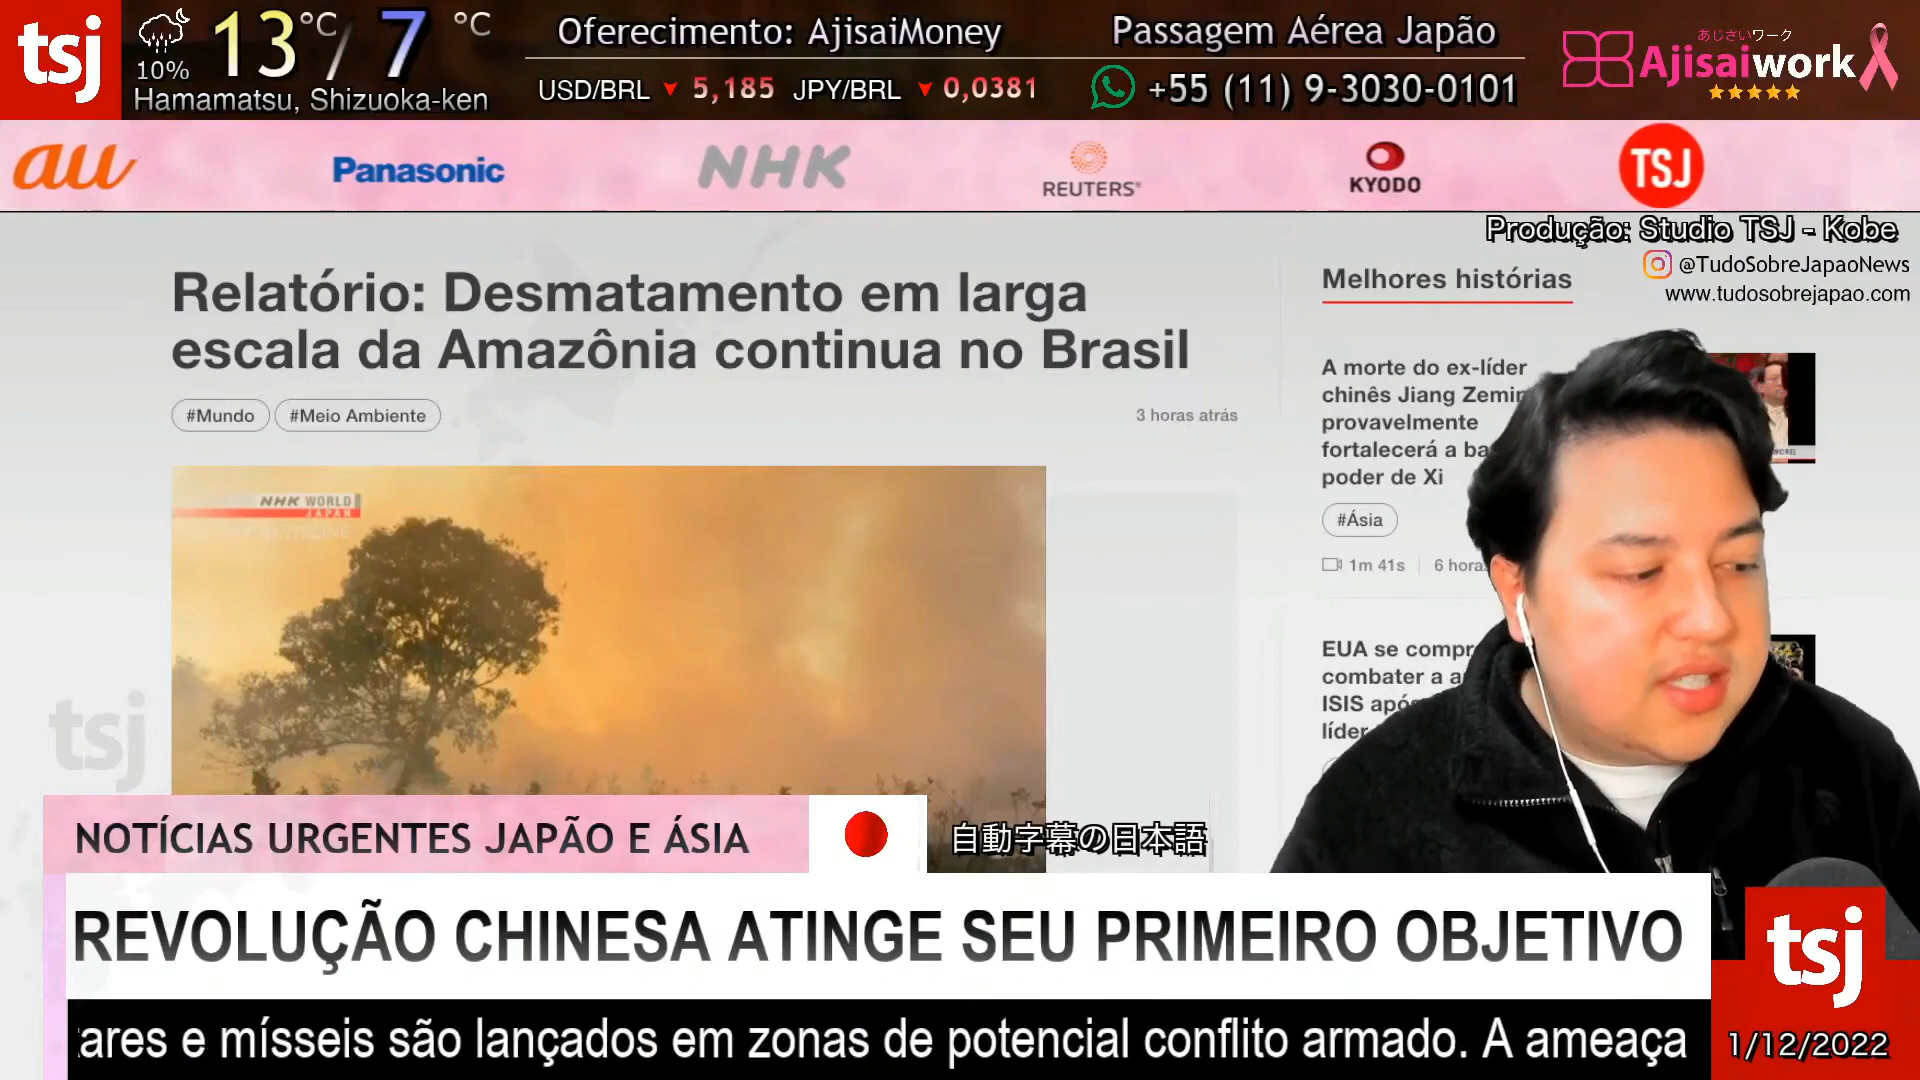 tsj
10%
13°C / 7 °C
Hamamatsu, Shizuoka-ken
Oferecimento: AjisaiMoney
USD/BRL 5,185 JPY/BRL 0,0381
Passagem Aérea Japão
+55 (11) 9-3030-0101
あじさいワーク
Ajisaiwork
au
Panasonic
NHK
REUTERS
KYODO
TSJ
Produção: Studio TSJ - Kobe
@TudoSobreJapaoNews
www.tudosobrejapao.com
Relatório: Desmatamento em larga
escala da Amazônia continua no Brasil
#Mundo
#Meio Ambiente
3 horas atrás
NHK WORLD
JAPAN
Melhores histórias
A morte do ex-líder
chinês Jiang Zemin
provavelmente
fortalecerá a
poder de Xi
#Ásia
1m 41s
6
EUA se
combater a
ISIS após
líder
tsj
NOTÍCIAS URGENTES JAPÃO E ÁSIA
自動字幕の日本語
REVOLUÇÃO CHINESA ATINGE SEU PRIMEIRO OBJETIVO
ares e mísseis são lançados em zonas de potencial conflito armado. A ameaça
tsj
1/12/2022